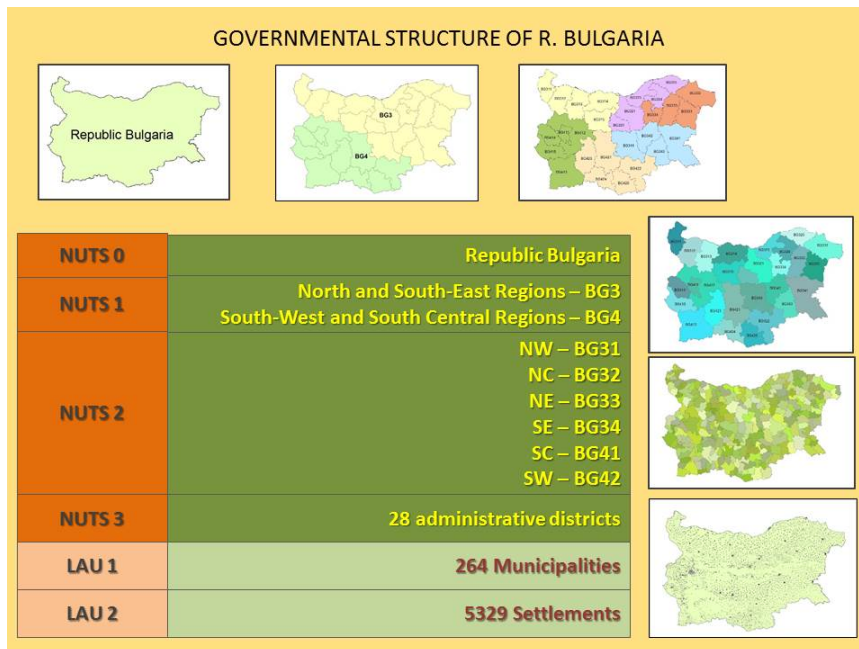 GOVERNMENTAL STRUCTURE OF R. BULGARIA
Republic Bulgaria
BG3
BG4
NUTS 0
Republic Bulgaria
NUTS 1
North and South-East Regions – BG3
South-West and South Central Regions – BG4
NUTS 2
NW – BG31
NC – BG32
NE – BG33
SE – BG34
SC – BG41
SW – BG42
NUTS 3
28 administrative districts
LAU 1
264 Municipalities
LAU 2
5329 Settlements